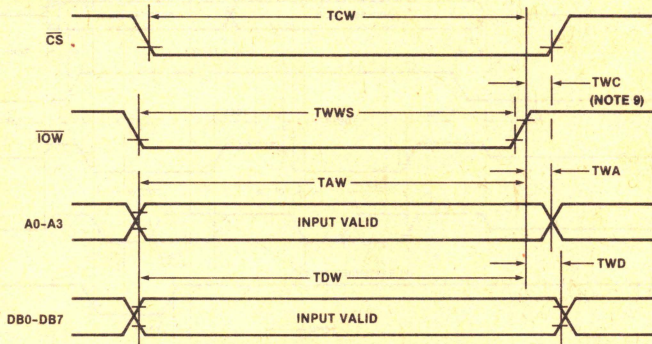 TCW
CS
TWC
(NOTE 9)
TWWS
IOW
TAW
TWA
A0-A3
INPUT VALID
TDW
TWD
DB0-DB7
INPUT VALID